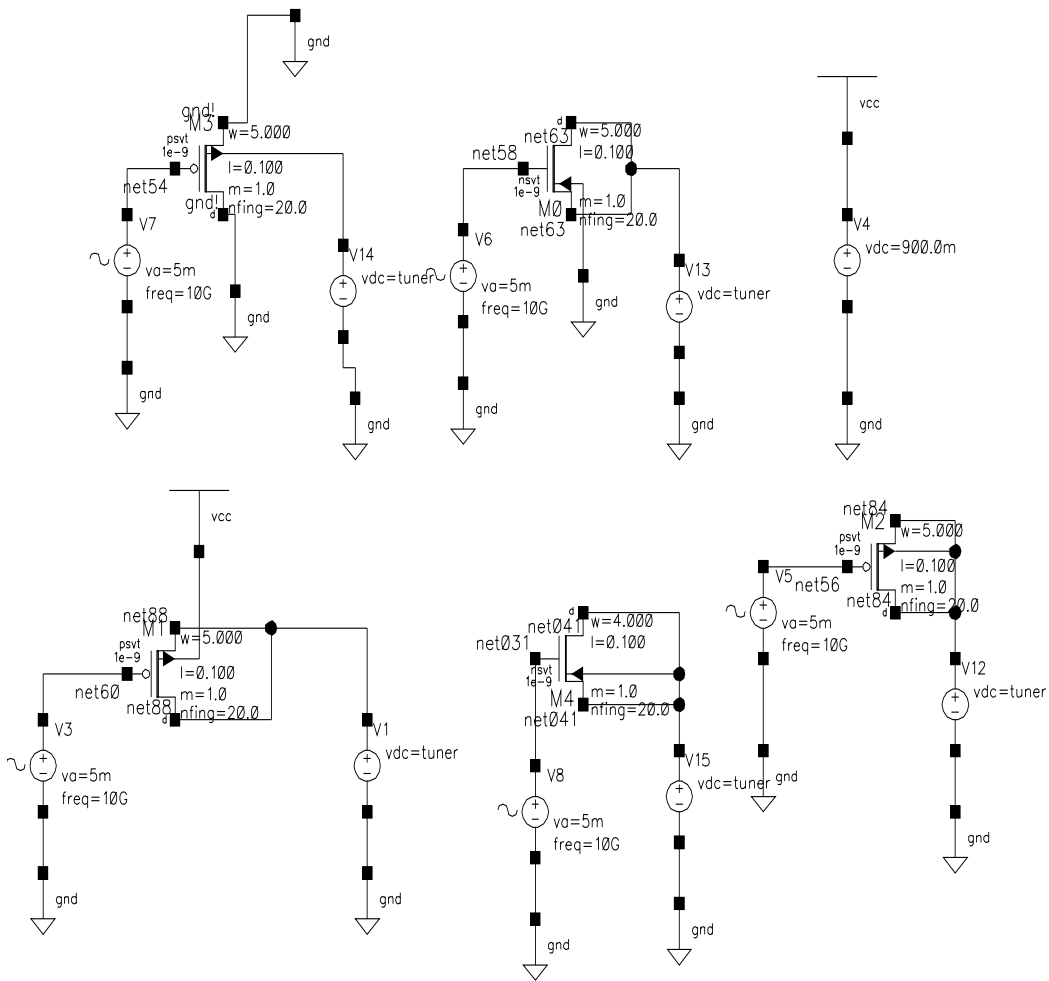 gnd
gnd!
M3
w=5.000
psvt
1e-9
l=0.100
net54
m=1.0
gnd!
nfing=20.0
d
V7
va=5m
freq=10G
gnd
gnd
V14
vdc=tuner
gnd
d
net63
w=5.000
l=0.100
net58
nsvt
1e-9
m=1.0
M0
nfing=20.0
net63
V6
va=5m
freq=10G
gnd
gnd
V13
vdc=tuner
gnd
vcc
V4
vdc=900.0m
gnd
vcc
net88
M1
w=5.000
psvt
1e-9
l=0.100
net60
m=1.0
net88
nfing=20.0
d
V3
va=5m
freq=10G
gnd
V1
vdc=tuner
gnd
d
net041
w=4.000
l=0.100
net031
nsvt
1e-9
m=1.0
M4
nfing=20.0
net041
V8
va=5m
freq=10G
gnd
V15
vdc=tuner
gnd
net84
M2
w=5.000
psvt
1e-9
l=0.100
V5
net56
m=1.0
net84
nfing=20.0
d
va=5m
freq=10G
gnd
V12
vdc=tuner
gnd